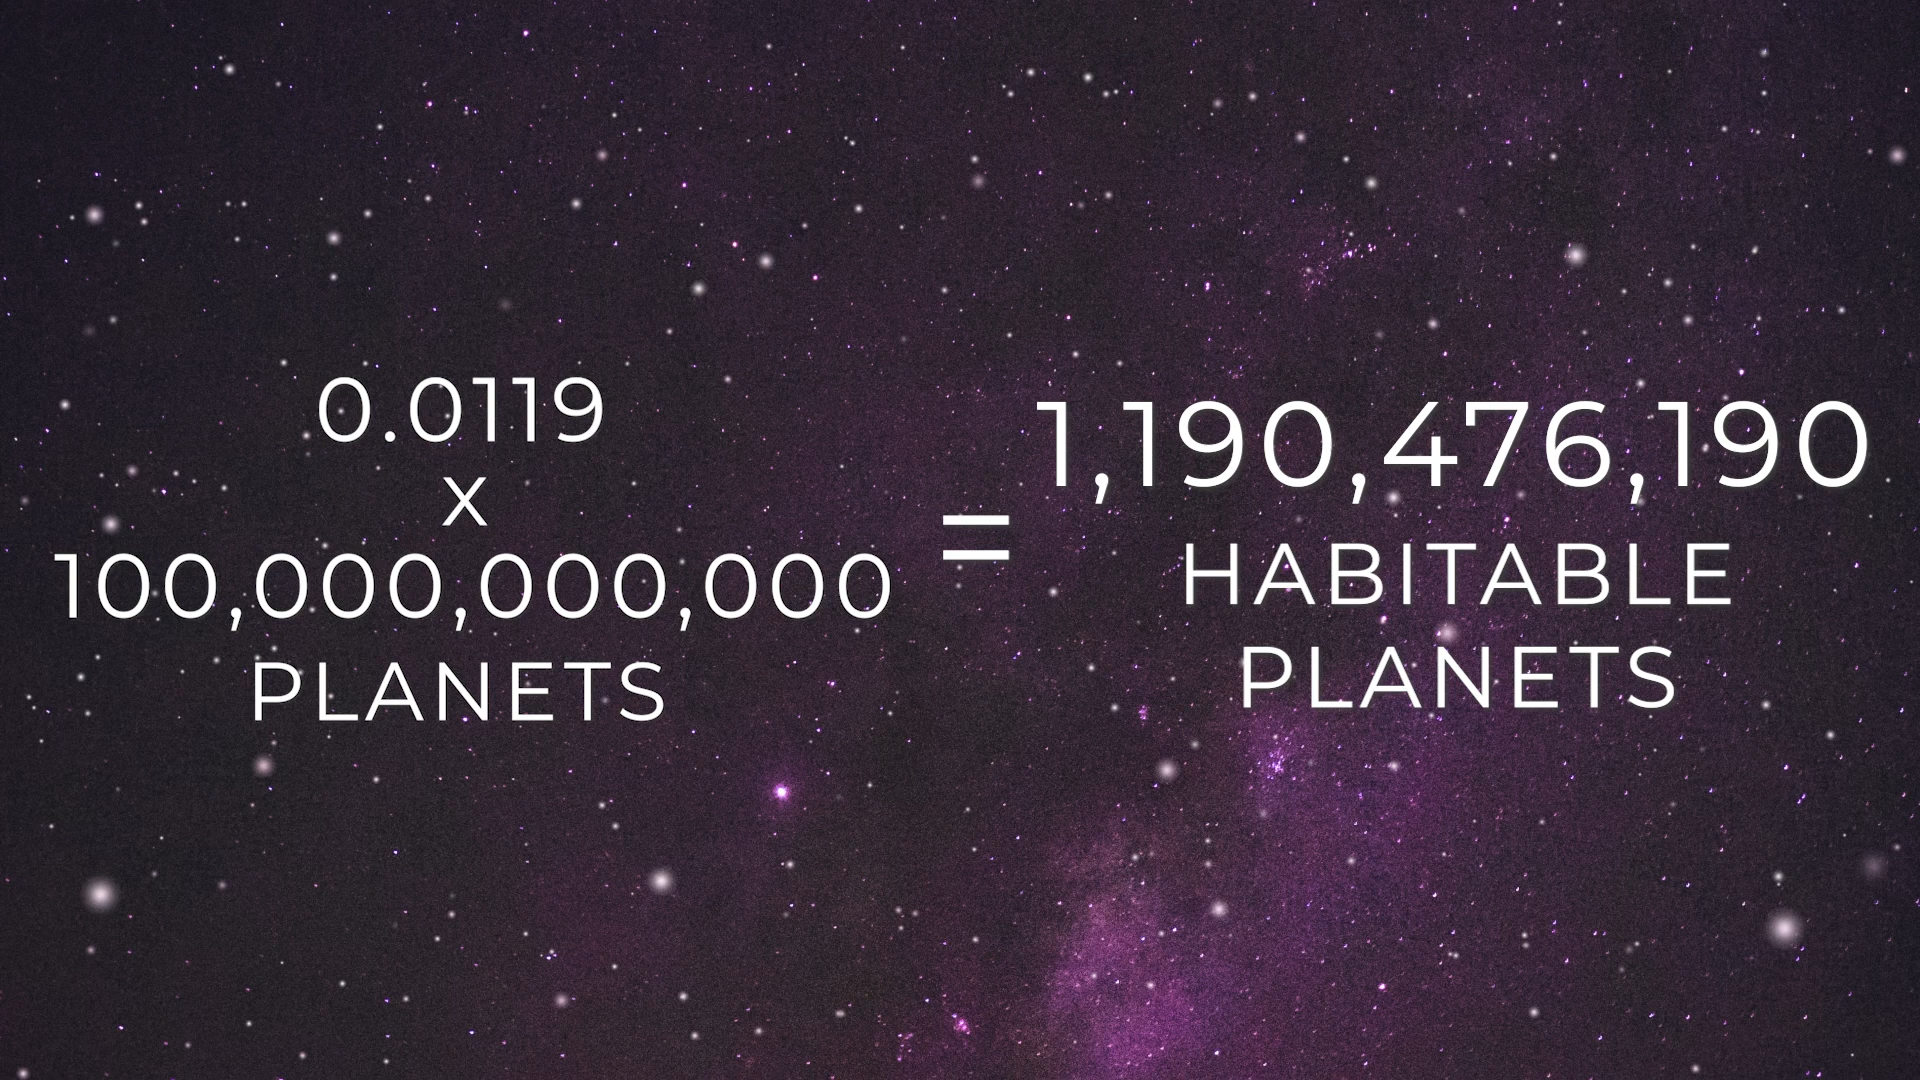 0.0119
X
100,000,000,000
PLANETS
=
1,190,476,190
HABITABLE
PLANETS